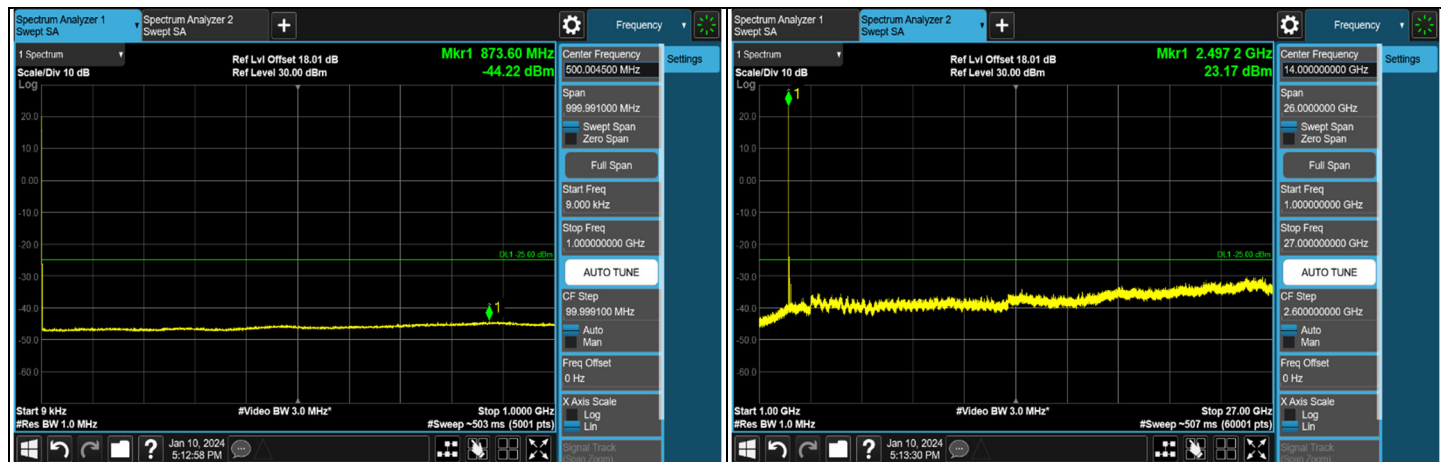 Spectrum Analyzer 1
Swept SA
Spectrum Analyzer 2
Swept SA
+
Frequency
1 Spectrum
Scale/Div 10 dB
Log
Ref Lvl Offset 18.01 dB
Ref Level 30.00 dBm
Mkr1 873.60 MHz
-44.22 dBm
20.0
10.0
0.00
-10.0
-20.0
-30.0
-40.0
-50.0
-60.0
DL1 -25.00 dBm
1
Start 9 kHz
#Res BW 1.0 MHz
#Video BW 3.0 MHz*
Stop 1.0000 GHz
#Sweep ~503 ms (5001 pts)
Center Frequency
500.004500 MHz
Settings
Span
999.991000 MHz
Swept Span
Zero Span
Full Span
Start Freq
9.000 kHz
Stop Freq
1.000000000 GHz
AUTO TUNE
CF Step
99.999100 MHz
Auto
Man
Freq Offset
0 Hz
X Axis Scale
Log
Lin
Signal Track
(Span Zoom)
?
Jan 10, 2024
5:12:58 PM
Spectrum Analyzer 1
Swept SA
Spectrum Analyzer 2
Swept SA
+
Frequency
1 Spectrum
Scale/Div 10 dB
Log
Ref Lvl Offset 18.01 dB
Ref Level 30.00 dBm
Mkr1 2.497 2 GHz
23.17 dBm
1
20.0
10.0
0.00
-10.0
-20.0
-30.0
-40.0
-50.0
-60.0
DL1 -25.00 dBm
Start 1.00 GHz
#Res BW 1.0 MHz
#Video BW 3.0 MHz*
Stop 27.00 GHz
#Sweep ~507 ms (60001 pts)
Center Frequency
14.000000000 GHz
Settings
Span
26.0000000 GHz
Swept Span
Zero Span
Full Span
Start Freq
1.000000000 GHz
Stop Freq
27.000000000 GHz
AUTO TUNE
CF Step
2.600000000 GHz
Auto
Man
Freq Offset
0 Hz
X Axis Scale
Log
Lin
Signal Track
(Span Zoom)
?
Jan 10, 2024
5:13:30 PM